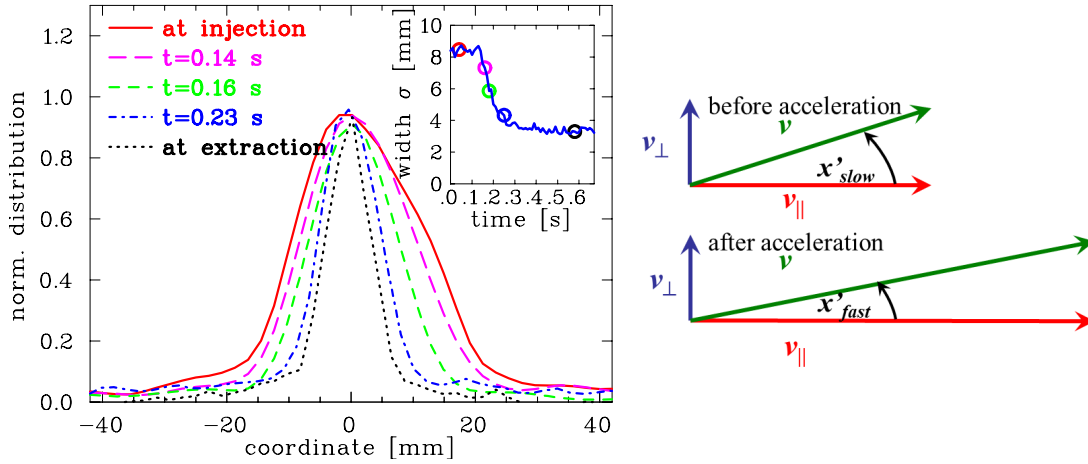 at injection
t=0.14 s
t=0.16 s
t=0.23 s
at extraction
norm. distribution
1.2
1.0
0.8
0.6
0.4
0.2
0.0
−40 −20 0 20 40
coordinate [mm]
width σ [mm]
10
8
6
4
2
0
.0 .1 .2 .3 .4 .5 .6
time [s]
before acceleration
v
v⊥
x'slow
v||
after acceleration
v
v⊥
x'fast
v||